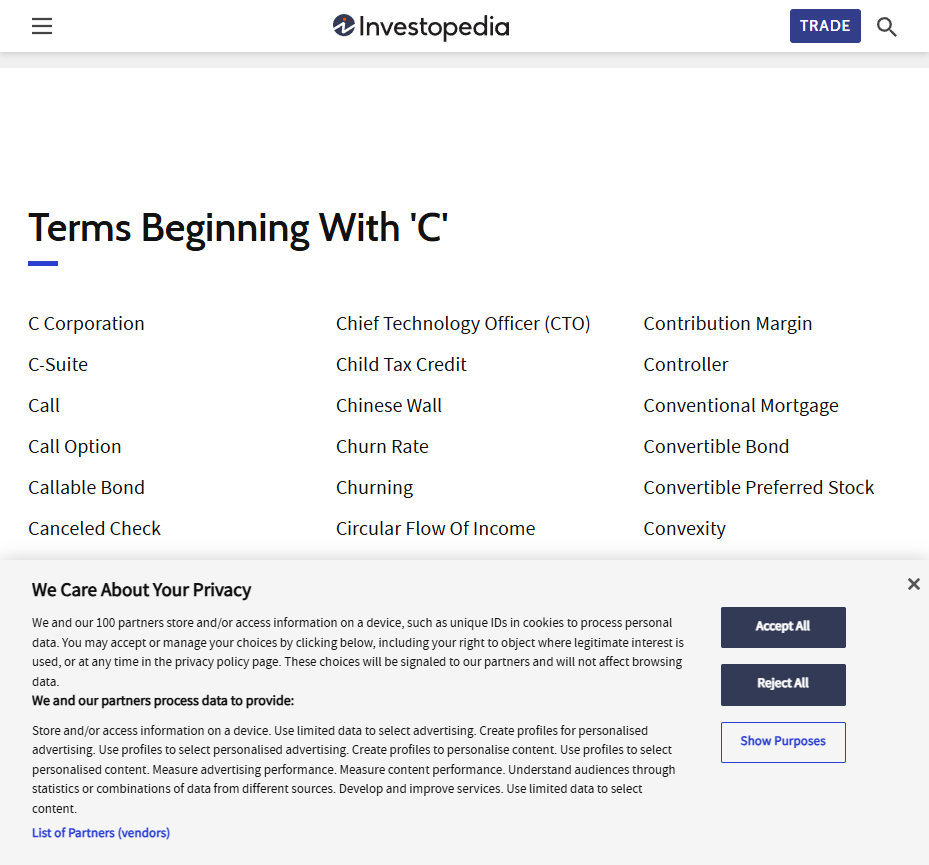 Investopedia
TRADE
Terms Beginning With 'C'
C Corporation
C-Suite
Call
Call Option
Callable Bond
Canceled Check
Chief Technology Officer (CTO)
Child Tax Credit
Chinese Wall
Churn Rate
Churning
Circular Flow Of Income
Contribution Margin
Controller
Conventional Mortgage
Convertible Bond
Convertible Preferred Stock
Convexity
We Care About Your Privacy
We and our 100 partners store and/or access information on a device, such as unique IDs in cookies to process personal
data. You may accept or manage your choices by clicking below, including your right to object where legitimate interest is
used, or at any time in the privacy policy page. These choices will be signaled to our partners and will not affect browsing
data.
We and our partners process data to provide:
Store and/or access information on a device. Use limited data to select advertising. Create profiles for personalised
advertising. Use profiles to select personalised advertising. Create profiles to personalise content. Use profiles to select
personalised content. Measure advertising performance. Measure content performance. Understand audiences through
statistics or combinations of data from different sources. Develop and improve services. Use limited data to select
content.
List of Partners (vendors)
Accept All
Reject All
Show Purposes